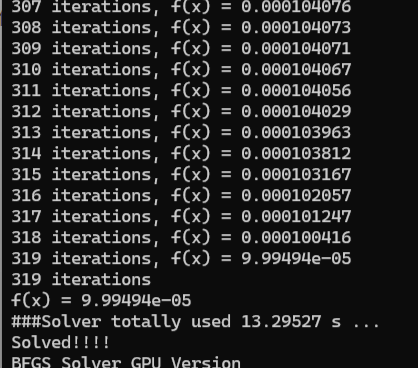 307 iterations, f(x) = 0.000104076
308 iterations, f(x) = 0.000104073
309 iterations, f(x) = 0.000104071
310 iterations, f(x) = 0.000104067
311 iterations, f(x) = 0.000104056
312 iterations, f(x) = 0.000104029
313 iterations, f(x) = 0.000103963
314 iterations, f(x) = 0.000103812
315 iterations, f(x) = 0.000103167
316 iterations, f(x) = 0.000102057
317 iterations, f(x) = 0.000101247
318 iterations, f(x) = 0.000100416
319 iterations, f(x) = 9.99494e-05
319 iterations
f(x) = 9.99494e-05
###Solver totally used 13.29527 s ...
Solved!!!!
BFGS Solver GPU Version